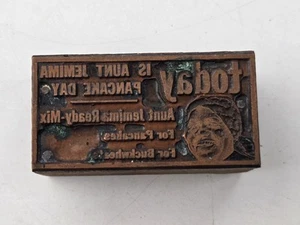 today IS AUNT JEMIMA
PANCAKE DAY
Aunt Jemima Ready-Mix
For Pancakes
For Buckwheats